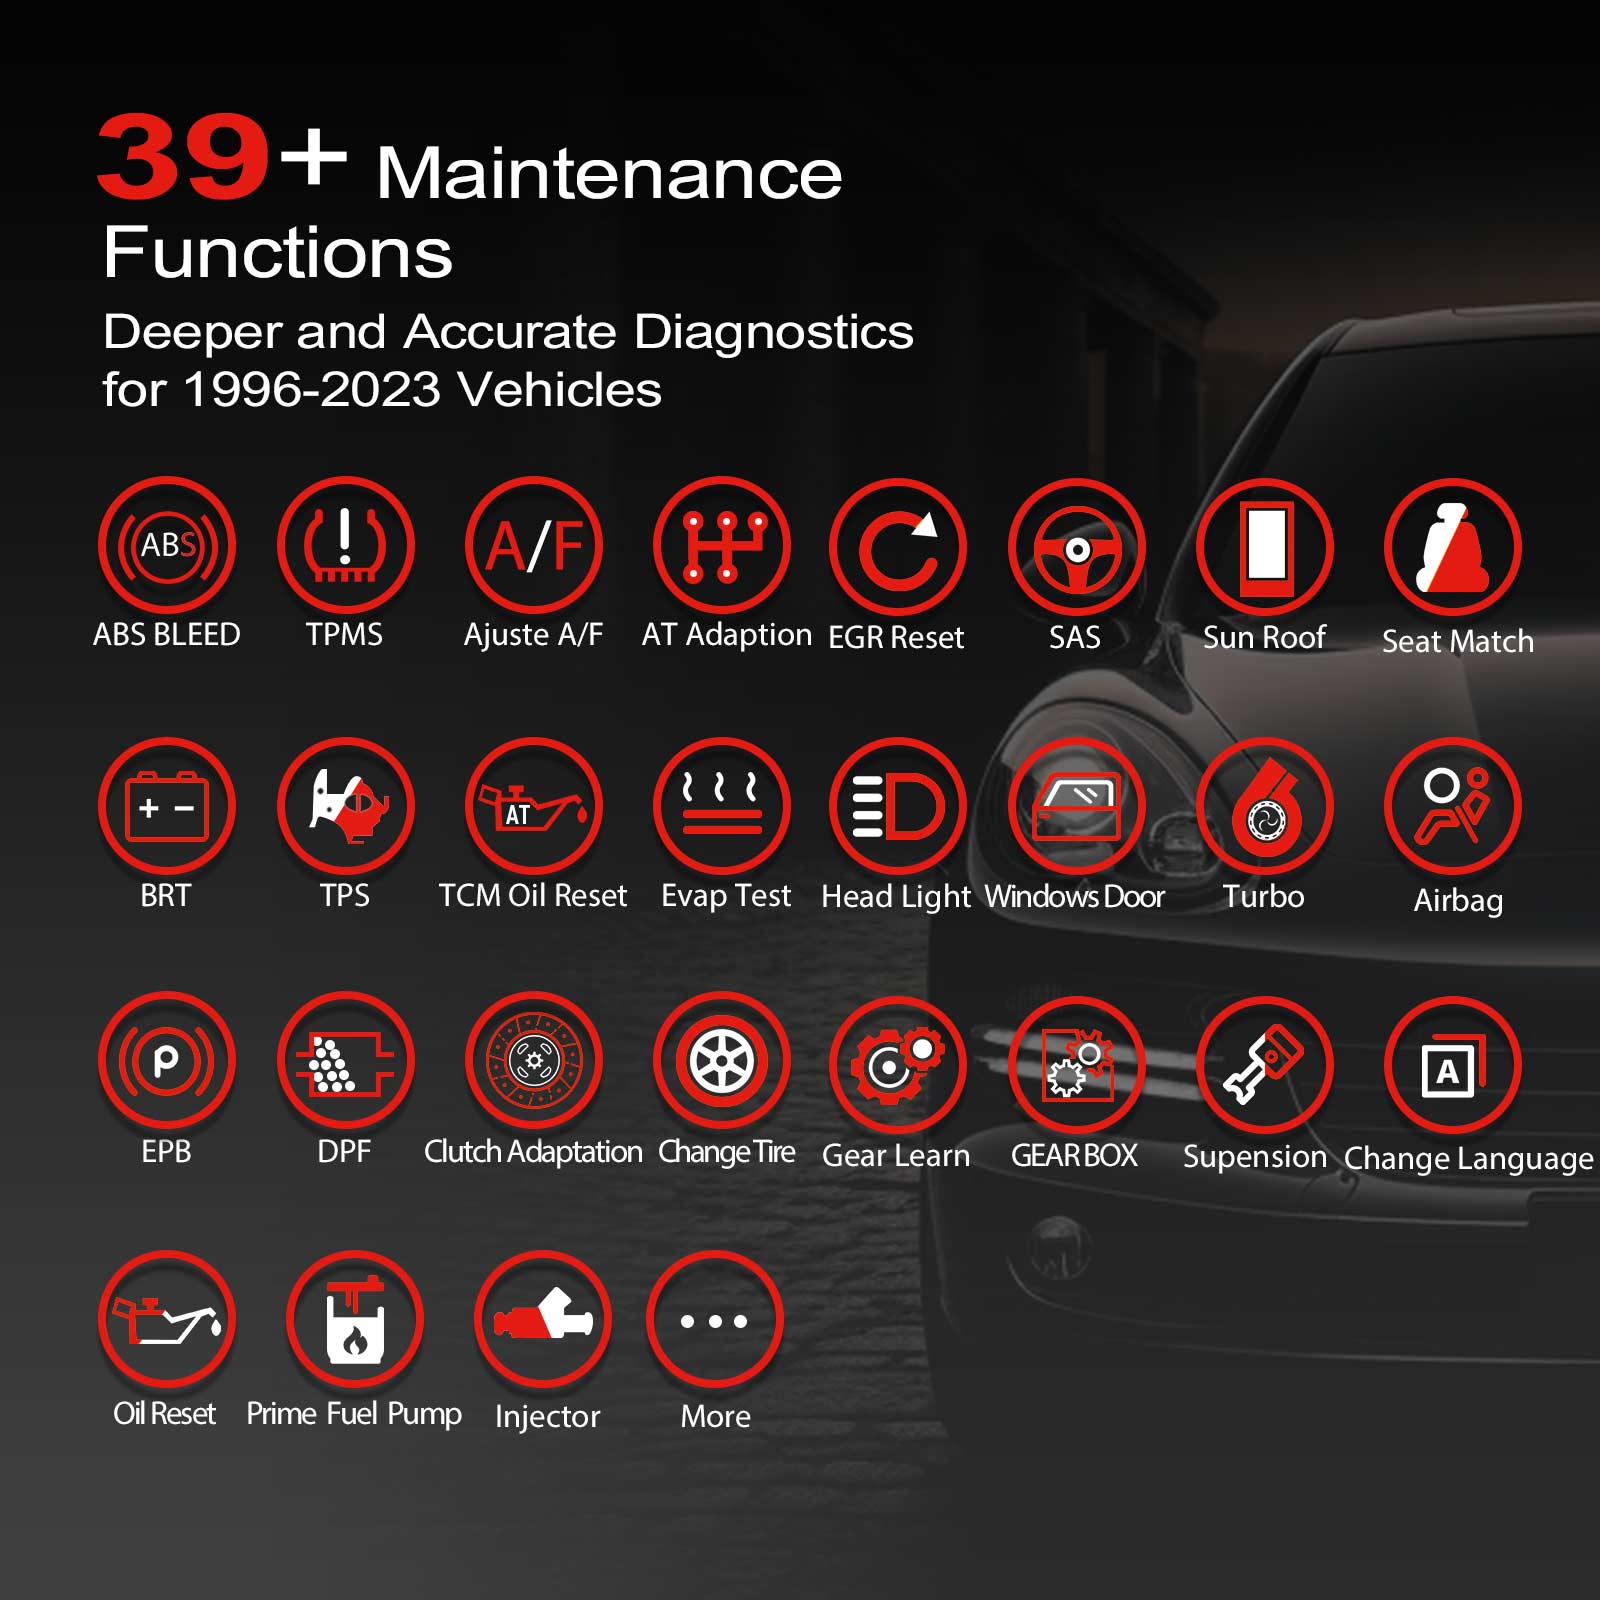 39+ Maintenance
Functions
Deeper and Accurate Diagnostics
for 1996-2023 Vehicles
ABS
A/F
ABS BLEED
TPMS
Ajuste A/F
AT Adaption
EGR Reset
SAS
Sun Roof
Seat Match
AT
BRT
TPS
TCM Oil Reset
Evap Test
Head Light
Windows Door
Turbo
Airbag
P
A
EPB
DPF
Clutch Adaptation
Change Tire
Gear Learn
GEAR BOX
Supension
Change Language
Oil Reset
Prime Fuel Pump
Injector
More